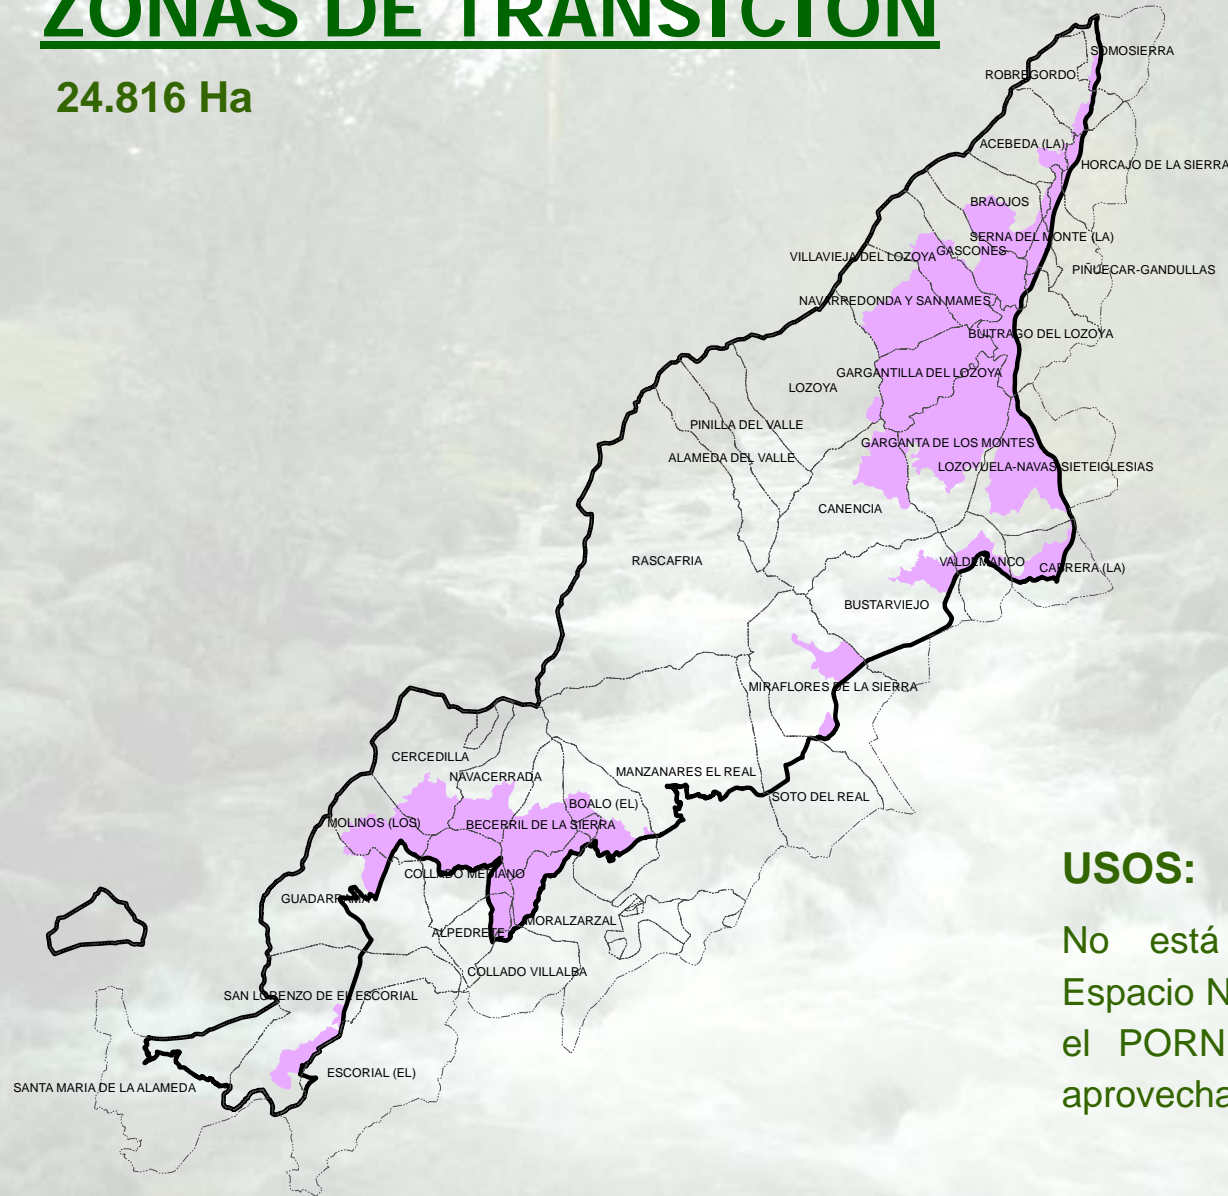 ZONAS DE TRANSICIÓN
24.816 Ha
SOMOSIERRA
ROBREGORDO
ACEBEDA (LA)
HORCAJO DE LA SIERRA
BRAOJOS
SERNA DEL MONTE (LA)
GASCONES
VILLAVIEJA DEL LOZOYA
PIÑUECAR-GANDULLAS
NAVARREDONDA Y SAN MAMES
BUITRAGO DEL LOZOYA
GARGANTILLA DEL LOZOYA
LOZOYA
PINILLA DEL VALLE
GARGANTA DE LOS MONTES
ALAMEDA DEL VALLE
LOZOYUELA-NAVAS-SIETEIGLESIAS
CANENCIA
RASCAFRIA
VALDEMANCO
CABRERA (LA)
BUSTARVIEJO
MIRAFLORES DE LA SIERRA
CERCEDILLA
NAVACERRADA
MANZANARES EL REAL
SOTO DEL REAL
BOALO (EL)
MOLINOS (LOS)
BECERRIL DE LA SIERRA
COLLADO MEDIANO
GUADARRAMA
MORALZARZAL
ALPEDRETE
COLLADO VILLALBA
SAN LORENZO DE EL ESCORIAL
ESCORIAL (EL)
SANTA MARIA DE LA ALAMEDA
USOS:
No está
Espacio N
el PORN
aprovecha